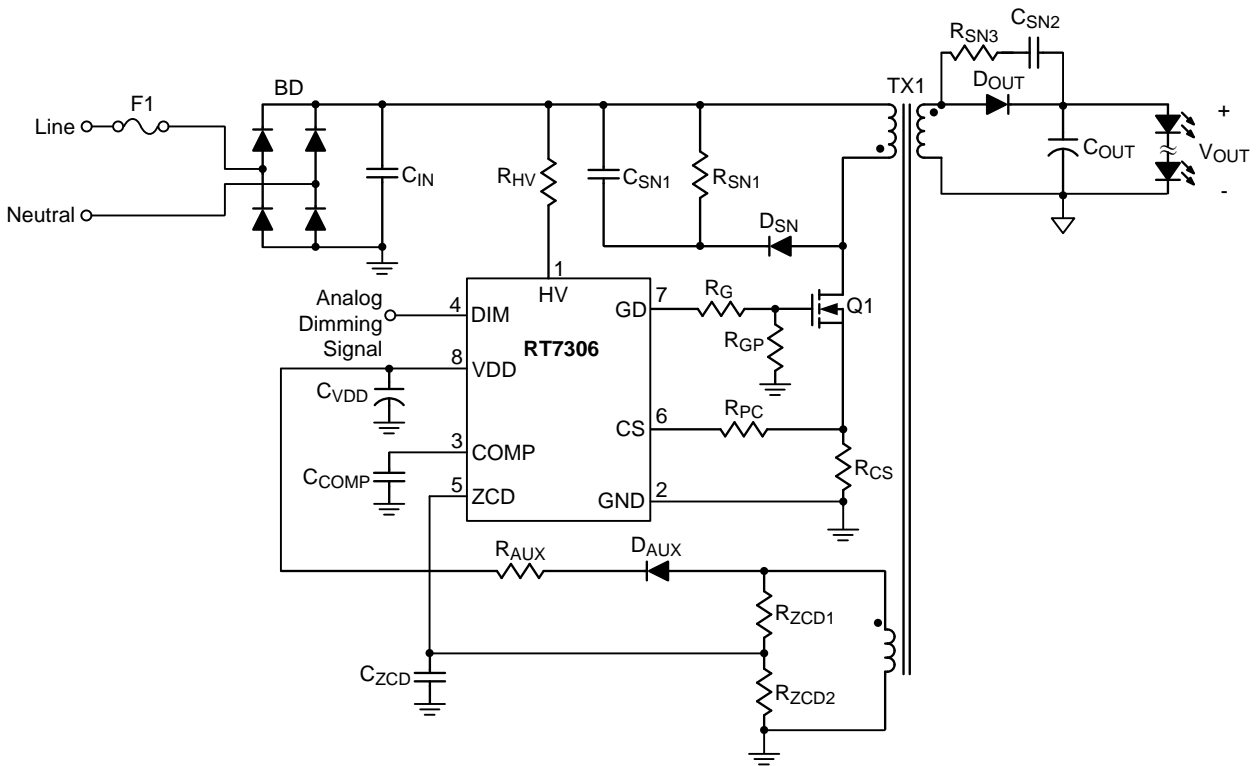 CSN2
RSN3
BD
TX1
DOUT
F1
Line
+
COUT
VOUT
CIN
RHV
CSN1
RSN1
-
Neutral
DSN
1
HV
Analog
Dimming
Signal
4
DIM
7
GD
RG
Q1
RT7306
RGP
8
VDD
CVDD
6
CS
RPC
3
COMP
CCOMP
RCS
5
ZCD
2
GND
RAUX
DAUX
RZCD1
CZCD
RZCD2